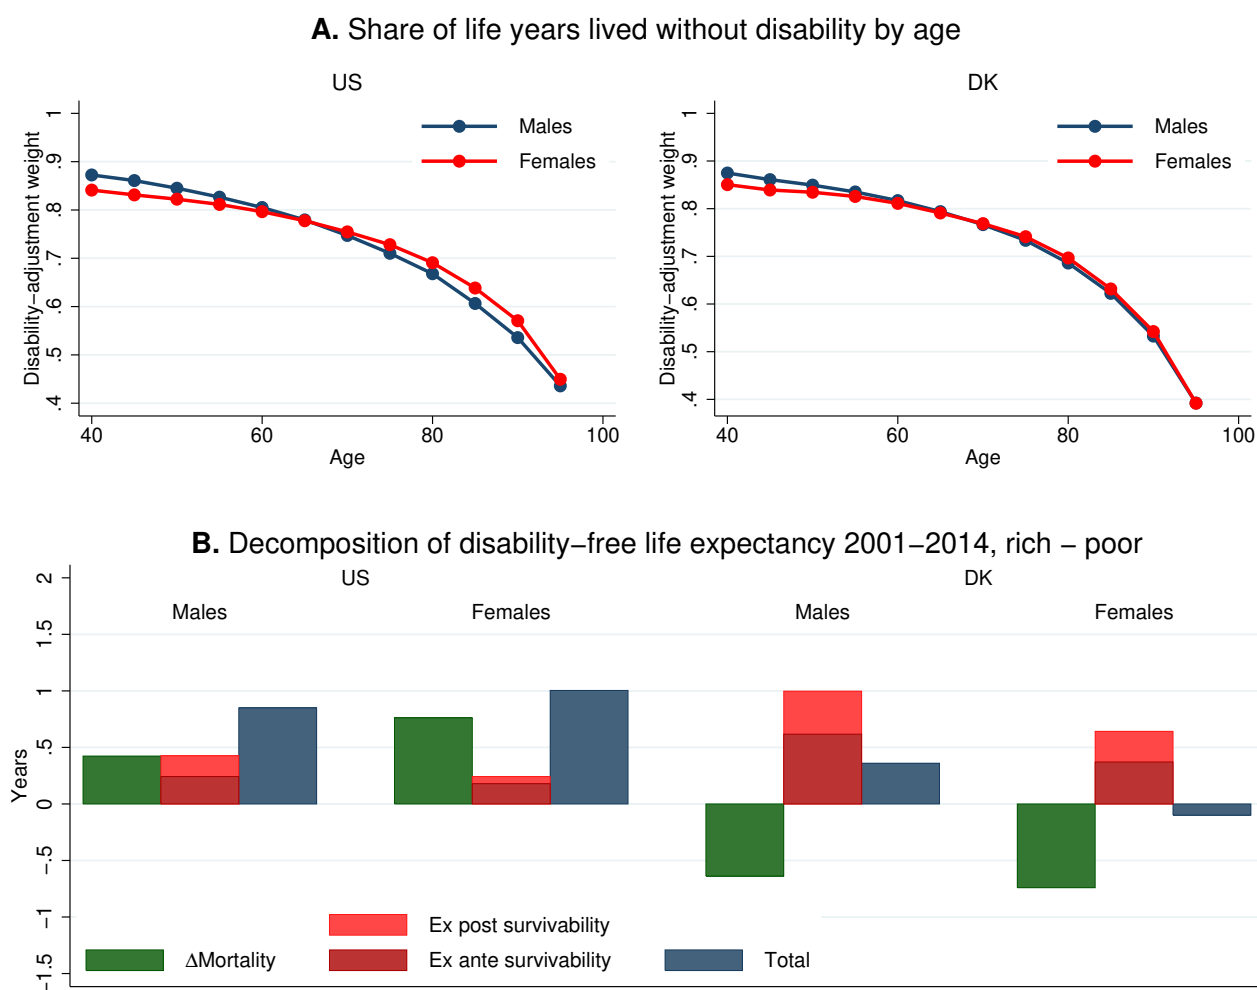 A. Share of life years lived without disability by age
US
Disability−adjustment weight
1
.9
.8
.7
.6
.5
.4
40 60 80 100
Age
Males
Females
DK
Disability−adjustment weight
1
.9
.8
.7
.6
.5
.4
40 60 80 100
Age
Males
Females
B. Decomposition of disability−free life expectancy 2001−2014, rich − poor
US DK
Males Females Males Females
Years
2
1.5
1
.5
0
−.5
−1
−1.5
Ex post survivability
ΔMortality Ex ante survivability Total